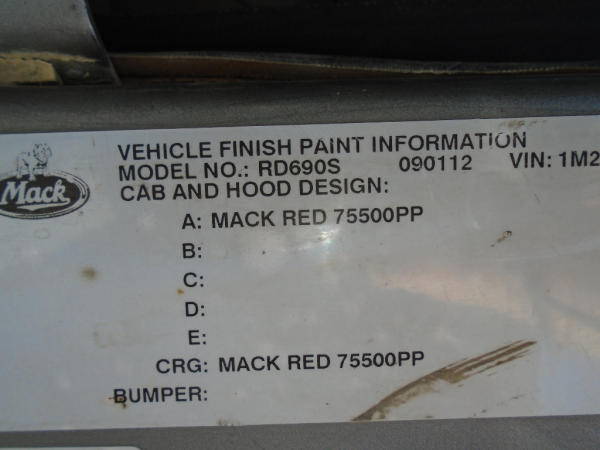 VEHICLE FINISH PAINT INFORMATION
MODEL NO.: RD690S 090112 VIN: 1M2
CAB AND HOOD DESIGN:
Mack
A: MACK RED 75500PP
B:
C:
D:
E:
CRG: MACK RED 75500PP
BUMPER: